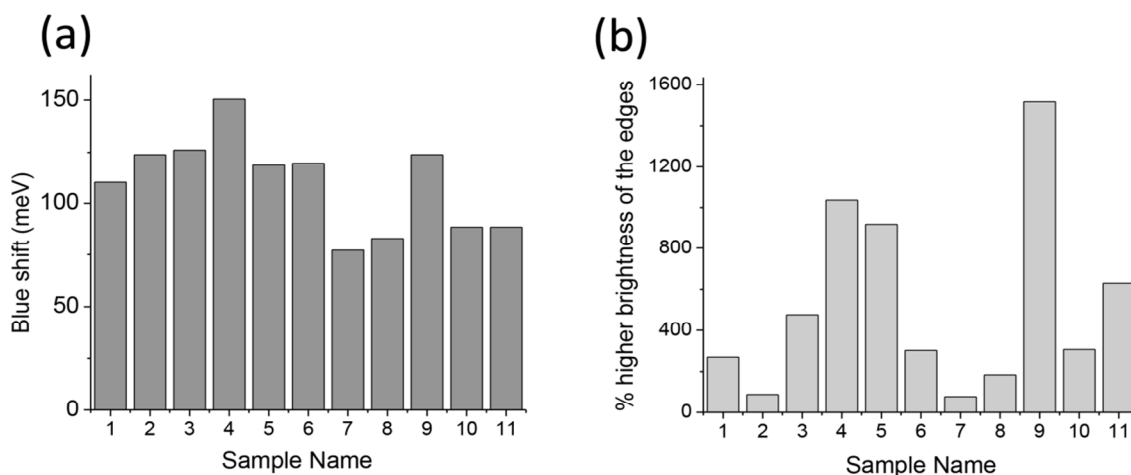 (a)
Blue shift (meV)
150
100
50
0
1 2 3 4 5 6 7 8 9 10 11
Sample Name
(b)
% higher brightness of the edges
1600
1200
800
400
0
1 2 3 4 5 6 7 8 9 10 11
Sample Name